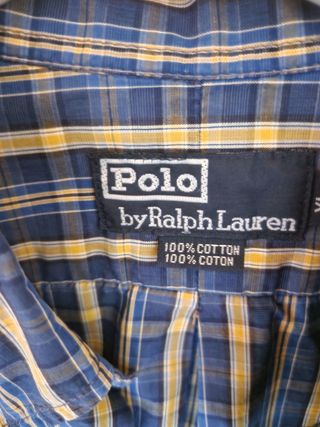 Polo
by Ralph Lauren
100% COTTON
100% COTON